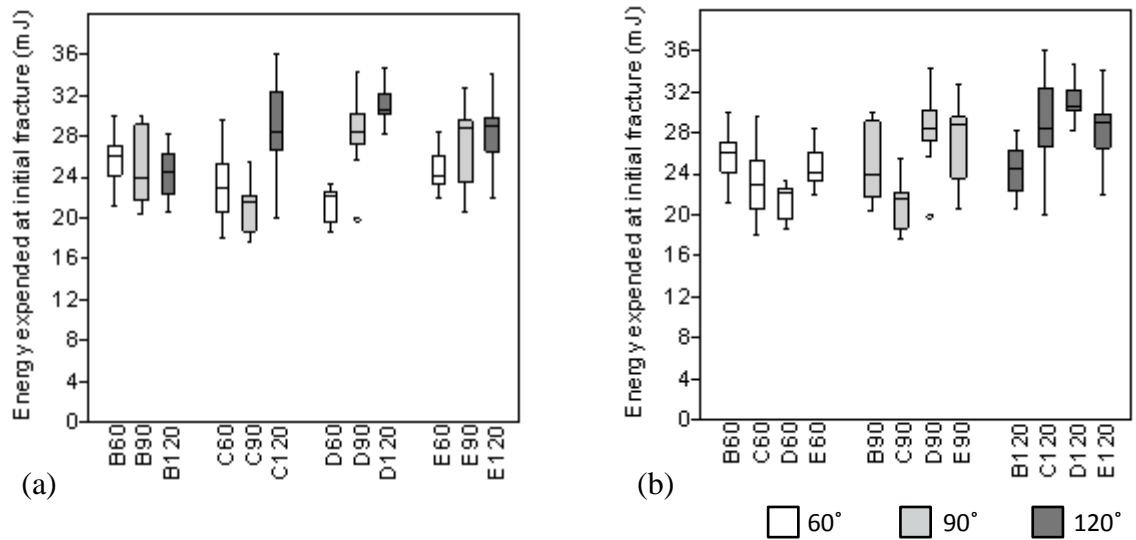 Energy expended at initial fracture (mJ)
36
32
28
24
20
16
12
8
4
0
B60
B90
B120
C60
C90
C120
D60
D90
D120
E60
E90
E120
(a)
Energy expended at initial fracture (mJ)
36
32
28
24
20
16
12
8
4
0
B60
C60
D60
E60
B90
C90
D90
E90
B120
C120
D120
E120
(b)
60˚ 90˚ 120˚